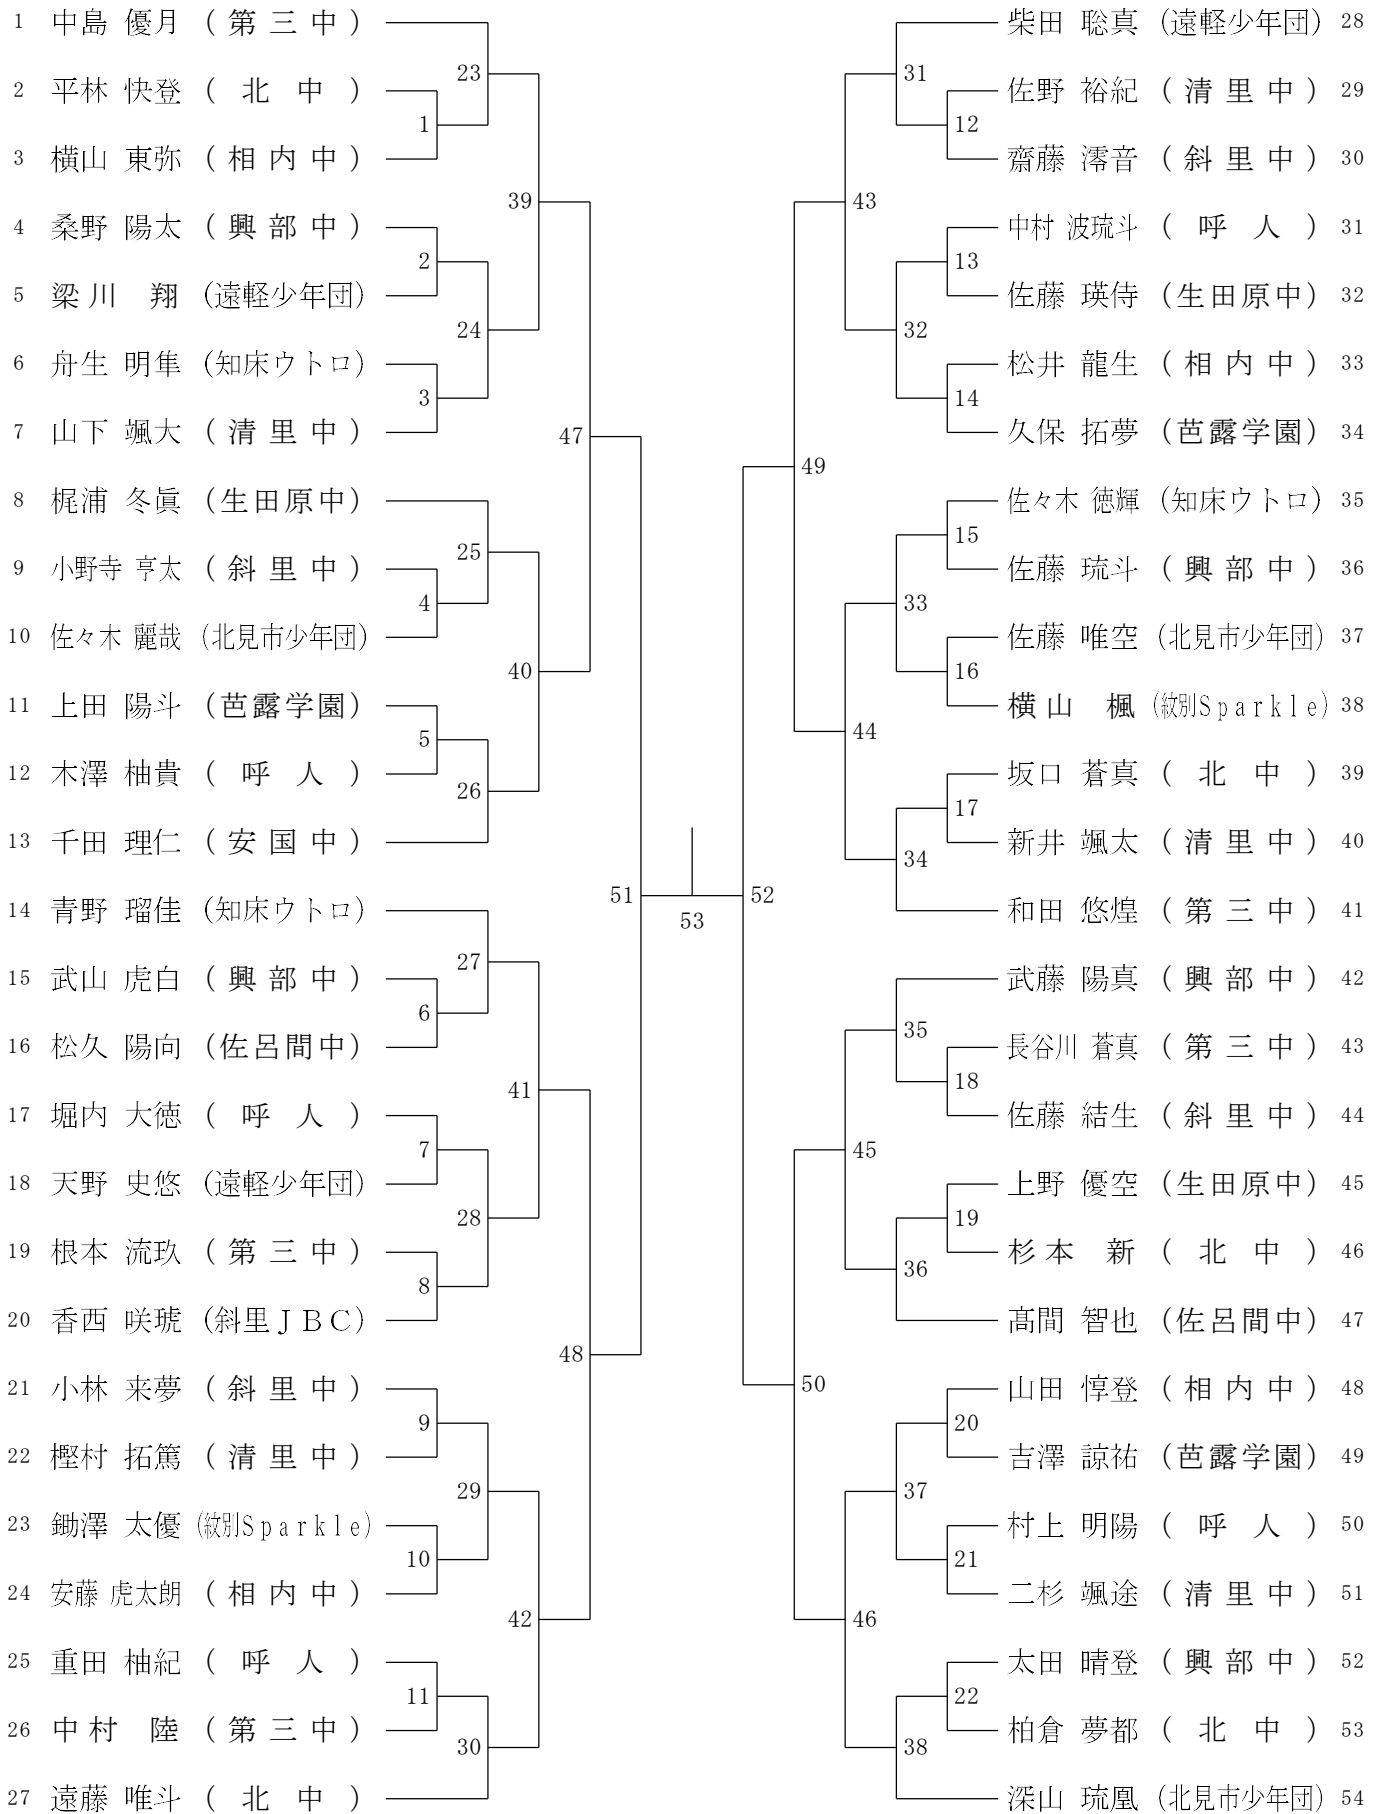 1 中島 優月 (第三中)
2 平林 快登 (北中)
3 横山 東弥 (相内中)
4 桑野 陽太 (興部中)
5 梁川 翔 (遠軽少年団)
6 舟生 明隼 (知床ウトロ)
7 山下 颯大 (清里中)
8 梶浦 冬眞 (生田原中)
9 小野寺 亨太 (斜里中)
10 佐々木 麗哉 (北見市少年団)
11 上田 陽斗 (芭露学園)
12 木澤 柚貴 (呼人)
13 千田 理仁 (安国中)
14 青野 瑠佳 (知床ウトロ)
15 武山 虎白 (興部中)
16 松久 陽向 (佐呂間中)
17 堀内 大徳 (呼人)
18 天野 史悠 (遠軽少年団)
19 根本 流玖 (第三中)
20 香西 咲琥 (斜里JBC)
21 小林 来夢 (斜里中)
22 樫村 拓篤 (清里中)
23 鋤澤 太優 (紋別Sparkle)
24 安藤 虎太朗 (相内中)
25 重田 柚紀 (呼人)
26 中村 陸 (第三中)
27 遠藤 唯斗 (北中)
1
2
3
4
5
6
7
8
9
10
11
23
24
25
26
27
28
29
30
39
40
41
42
47
48
51
53
52
49
50
43
44
45
46
31
32
33
34
35
36
37
38
12
13
14
15
16
17
18
19
20
21
22
柴田 聡真 (遠軽少年団) 28
佐野 裕紀 (清里中) 29
齋藤 澪音 (斜里中) 30
中村 波琉斗 (呼人) 31
佐藤 瑛侍 (生田原中) 32
松井 龍生 (相内中) 33
久保 拓夢 (芭露学園) 34
佐々木 徳輝 (知床ウトロ) 35
佐藤 琉斗 (興部中) 36
佐藤 唯空 (北見市少年団) 37
横山 楓 (紋別Sparkle) 38
坂口 蒼真 (北中) 39
新井 颯太 (清里中) 40
和田 悠煌 (第三中) 41
武藤 陽真 (興部中) 42
長谷川 蒼真 (第三中) 43
佐藤 結生 (斜里中) 44
上野 優空 (生田原中) 45
杉本 新 (北中) 46
髙間 智也 (佐呂間中) 47
山田 惇登 (相内中) 48
吉澤 諒祐 (芭露学園) 49
村上 明陽 (呼人) 50
二杉 颯途 (清里中) 51
太田 晴登 (興部中) 52
柏倉 夢都 (北中) 53
深山 琉凰 (北見市少年団) 54